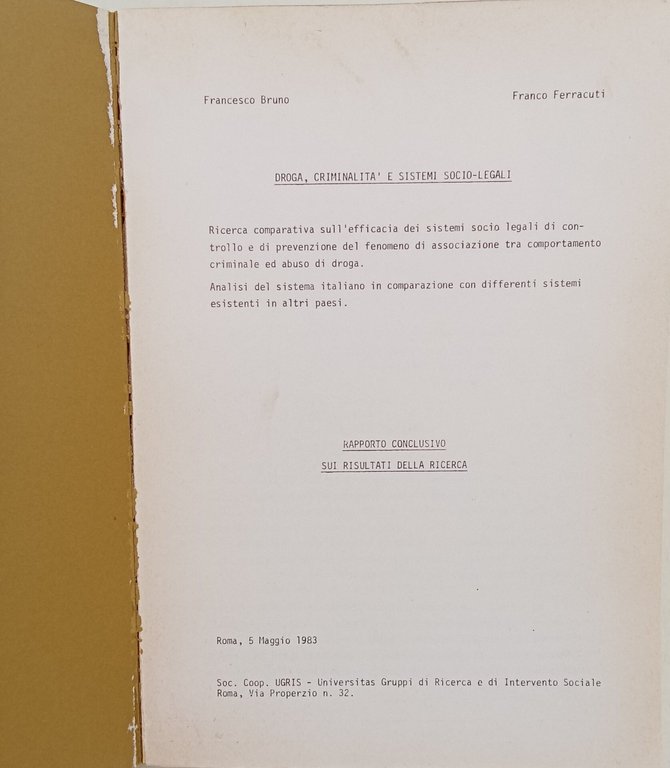 Francesco Bruno
Franco Ferracuti
DROGA, CRIMINALITA' E SISTEMI SOCIO-LEGALI
Ricerca comparativa sull'efficacia dei sistemi socio legali di con-
trollo e di prevenzione del fenomeno di associazione tra comportamento
criminale ed abuso di droga.
Analisi del sistema italiano in comparazione con differenti sistemi
esistenti in altri paesi.
RAPPORTO CONCLUSIVO
SUI RISULTATI DELLA RICERCA
Roma, 5 Maggio 1983
Soc. Coop. UGRIS - Universitas Gruppi di Ricerca e di Intervento Sociale
Roma, Via Properzio n. 32.